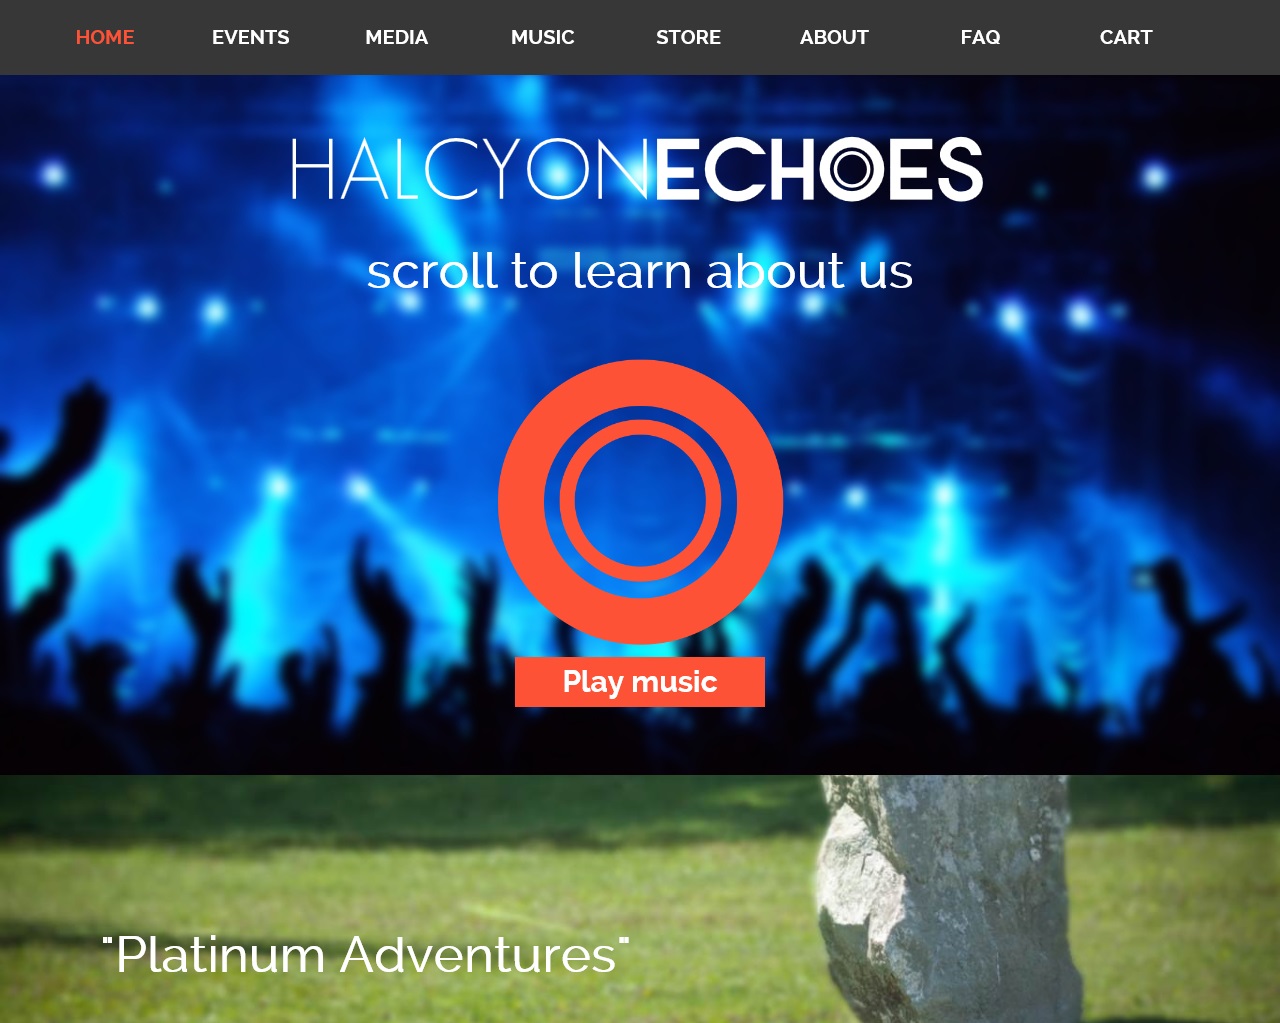 HOME EVENTS MEDIA MUSIC STORE ABOUT FAQ CART
HALCYONECHOES
scroll to learn about us
Play music
"Platinum Adventures"